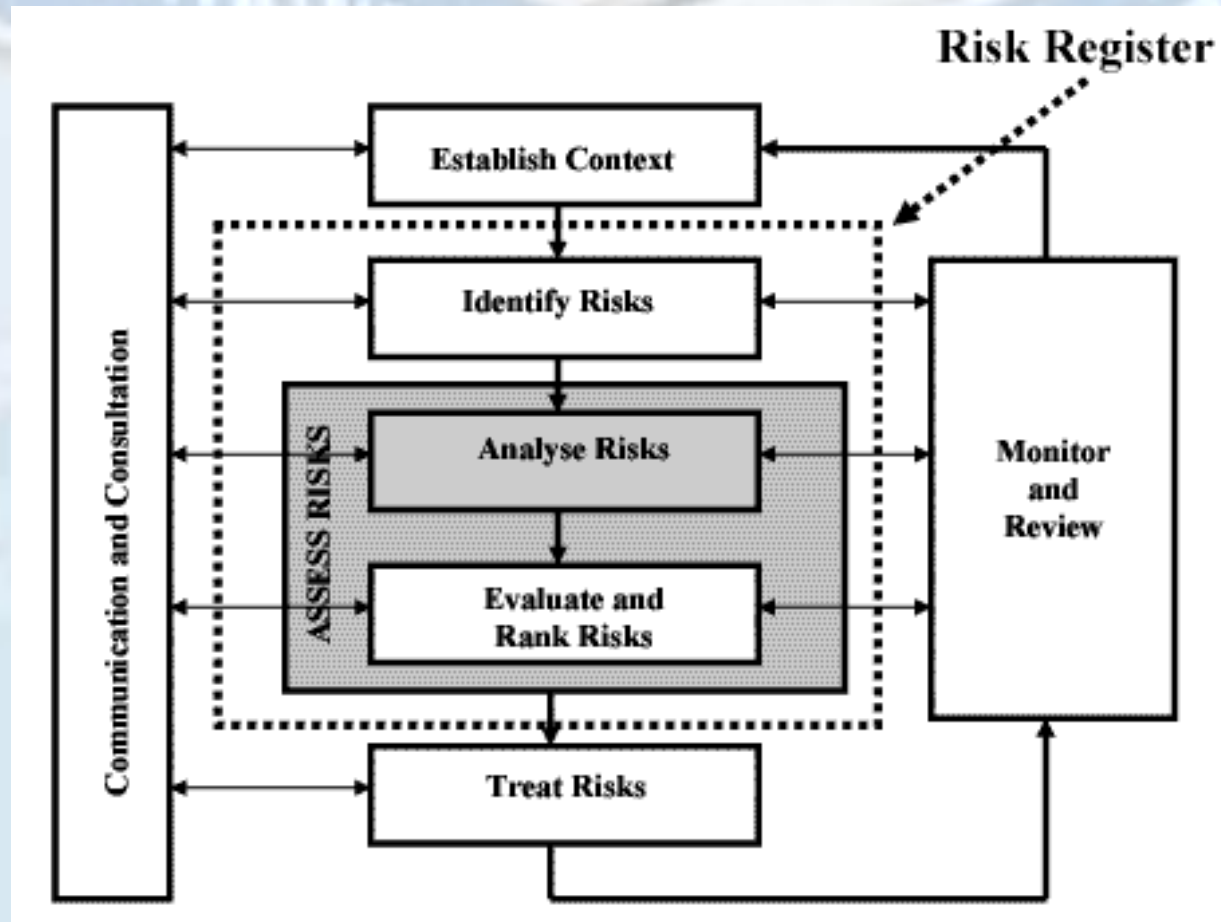 Risk Register
Establish Context
Identify Risks
ASSESS RISKS
Analyse Risks
Evaluate and
Rank Risks
Treat Risks
Communication and Consultation
Monitor
and
Review